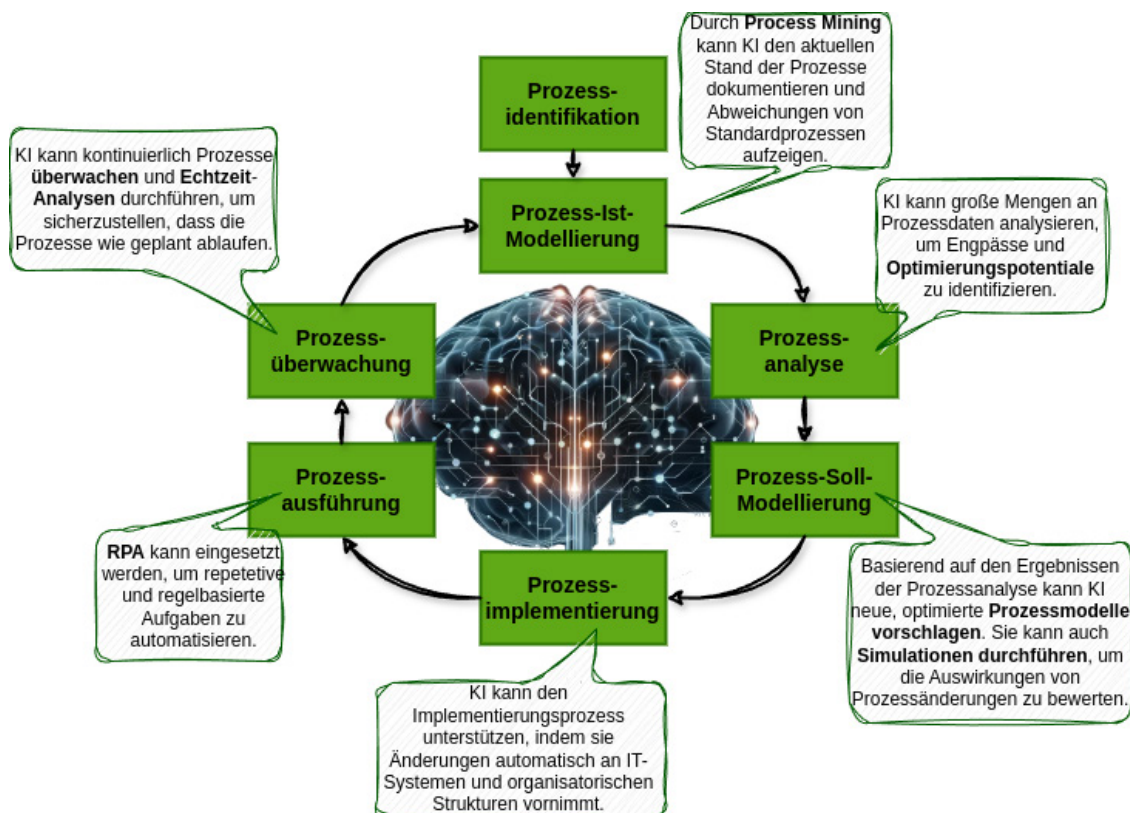 Durch Process Mining
kann KI den aktuellen
Stand der Prozesse
dokumentieren und
Abweichungen von
Standardprozessen
aufzeigen.
Prozess-
identifikation
KI kann kontinuierlich Prozesse
überwachen und Echtzeit-
Analysen durchführen, um
sicherzustellen, dass die
Prozesse wie geplant ablaufen.
Prozess-Ist-
Modellierung
KI kann große Mengen an
Prozessdaten analysieren,
um Engpässe und
Optimierungspotentiale
zu identifizieren.
Prozess-
überwachung
Prozess-
analyse
Prozess-
ausführung
Prozess-Soll-
Modellierung
RPA kann eingesetzt
werden, um repetetive
und regelbasierte
Aufgaben zu
automatisieren.
Prozess-
implementierung
Basierend auf den Ergebnissen
der Prozessanalyse kann KI
neue, optimierte Prozessmodelle
vorschlagen. Sie kann auch
Simulationen durchführen, um
die Auswirkungen von
Prozessänderungen zu bewerten.
KI kann den
Implementierungsprozess
unterstützen, indem sie
Änderungen automatisch an IT-
Systemen und organisatorischen
Strukturen vornimmt.